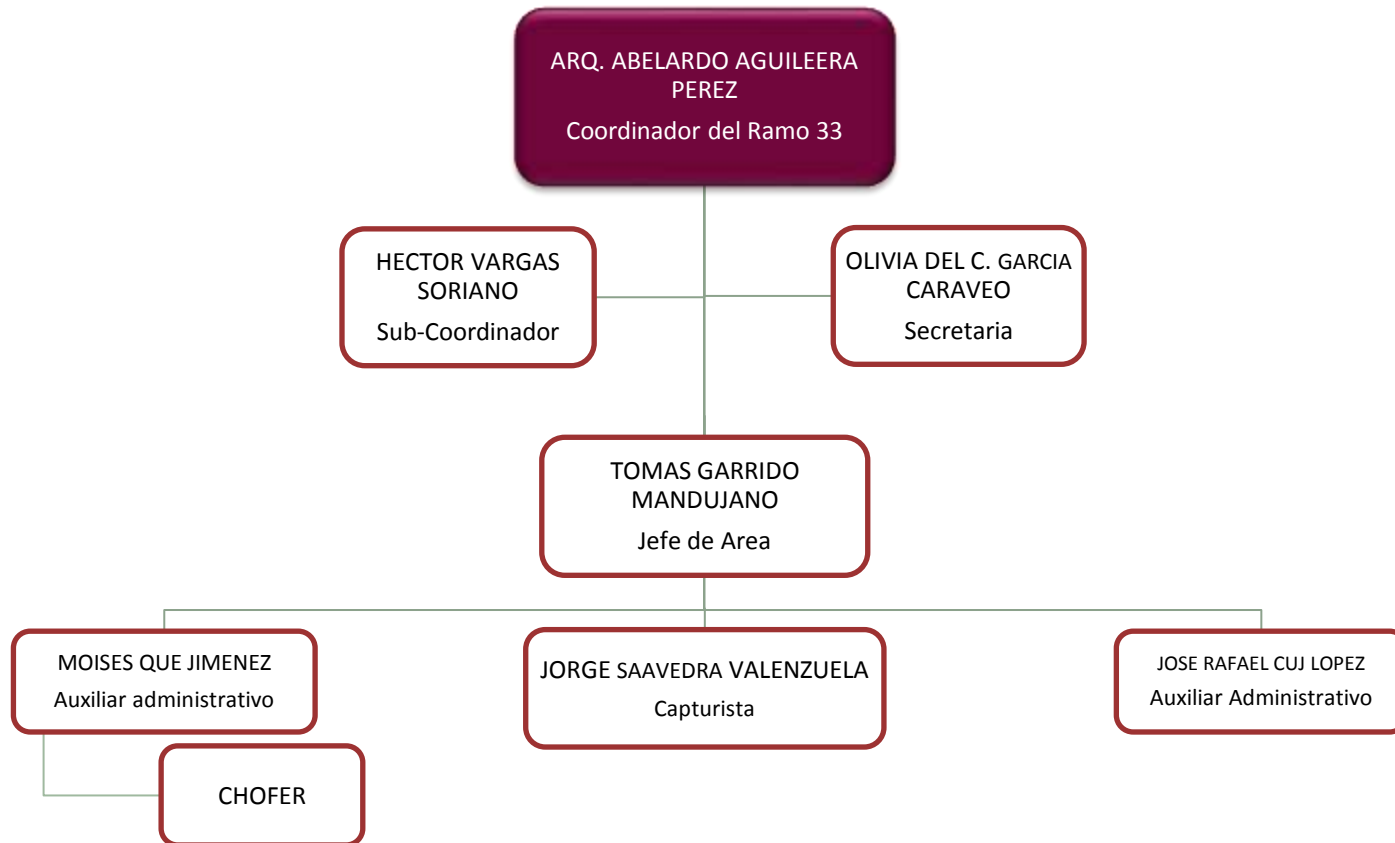 ARQ. ABELARDO AGUILEERA
PEREZ
Coordinador del Ramo 33
HECTOR VARGAS
SORIANO
Sub-Coordinador
OLIVIA DEL C. GARCIA
CARAVEO
Secretaria
TOMAS GARRIDO
MANDUJANO
Jefe de Area
MOISES QUE JIMENEZ
Auxiliar administrativo
JORGE SAAVEDRA VALENZUELA
Capturista
JOSE RAFAEL CUJ LOPEZ
Auxiliar Administrativo
CHOFER